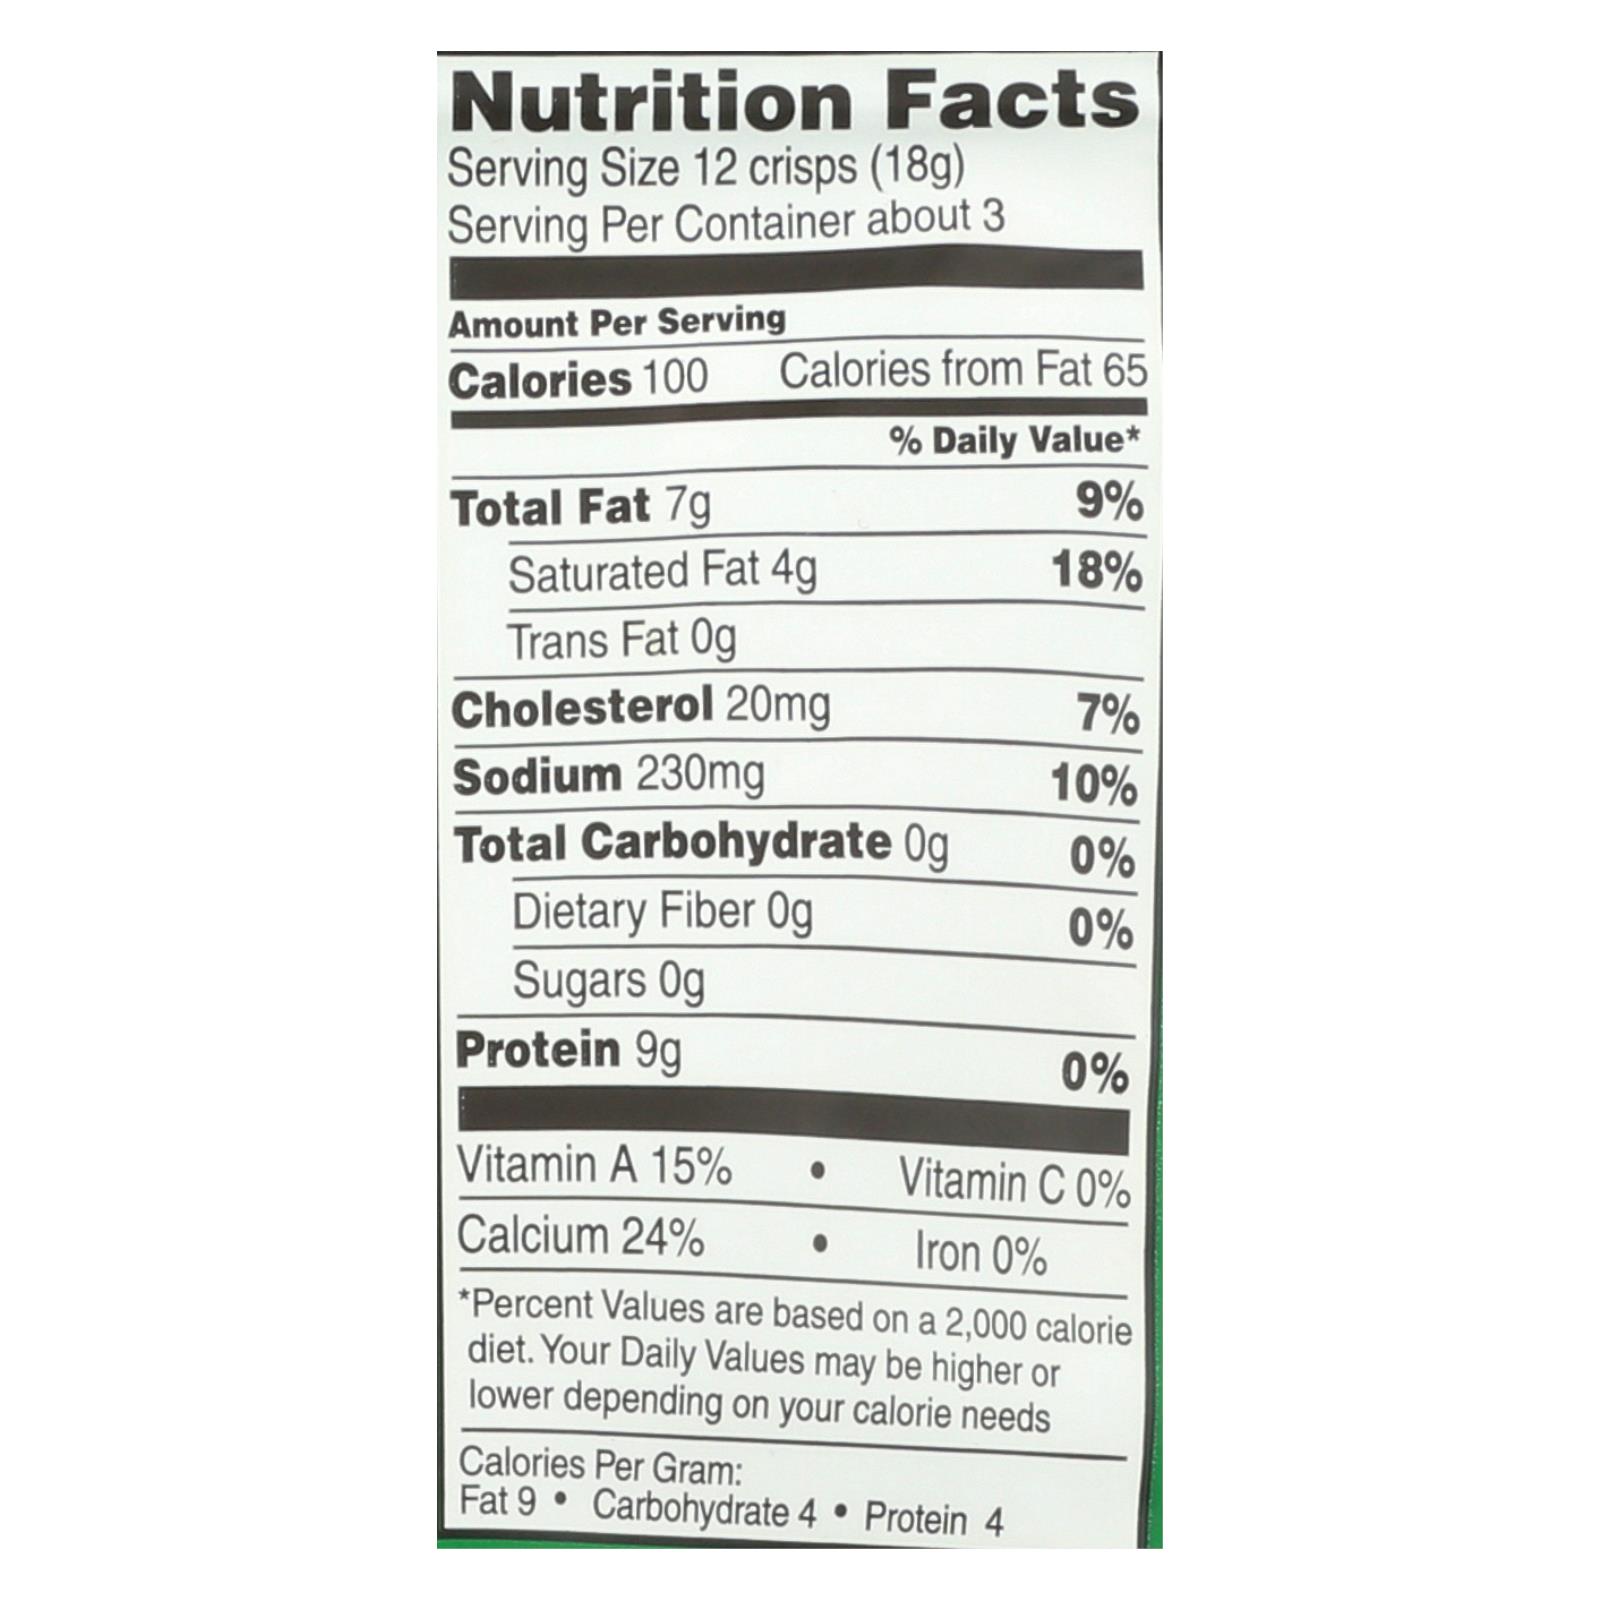 Nutrition Facts
Serving Size 12 crisps (18g)
Serving Per Container about 3
Amount Per Serving
Calories 100 Calories from Fat 65
% Daily Value*
Total Fat 7g 9%
Saturated Fat 4g 18%
Trans Fat 0g
Cholesterol 20mg 7%
Sodium 230mg 10%
Total Carbohydrate 0g 0%
Dietary Fiber 0g 0%
Sugars 0g
Protein 9g 0%
Vitamin A 15% • Vitamin C 0%
Calcium 24% • Iron 0%
*Percent Values are based on a 2,000 calorie
diet. Your Daily Values may be higher or
lower depending on your calorie needs
Calories Per Gram:
Fat 9 • Carbohydrate 4 • Protein 4